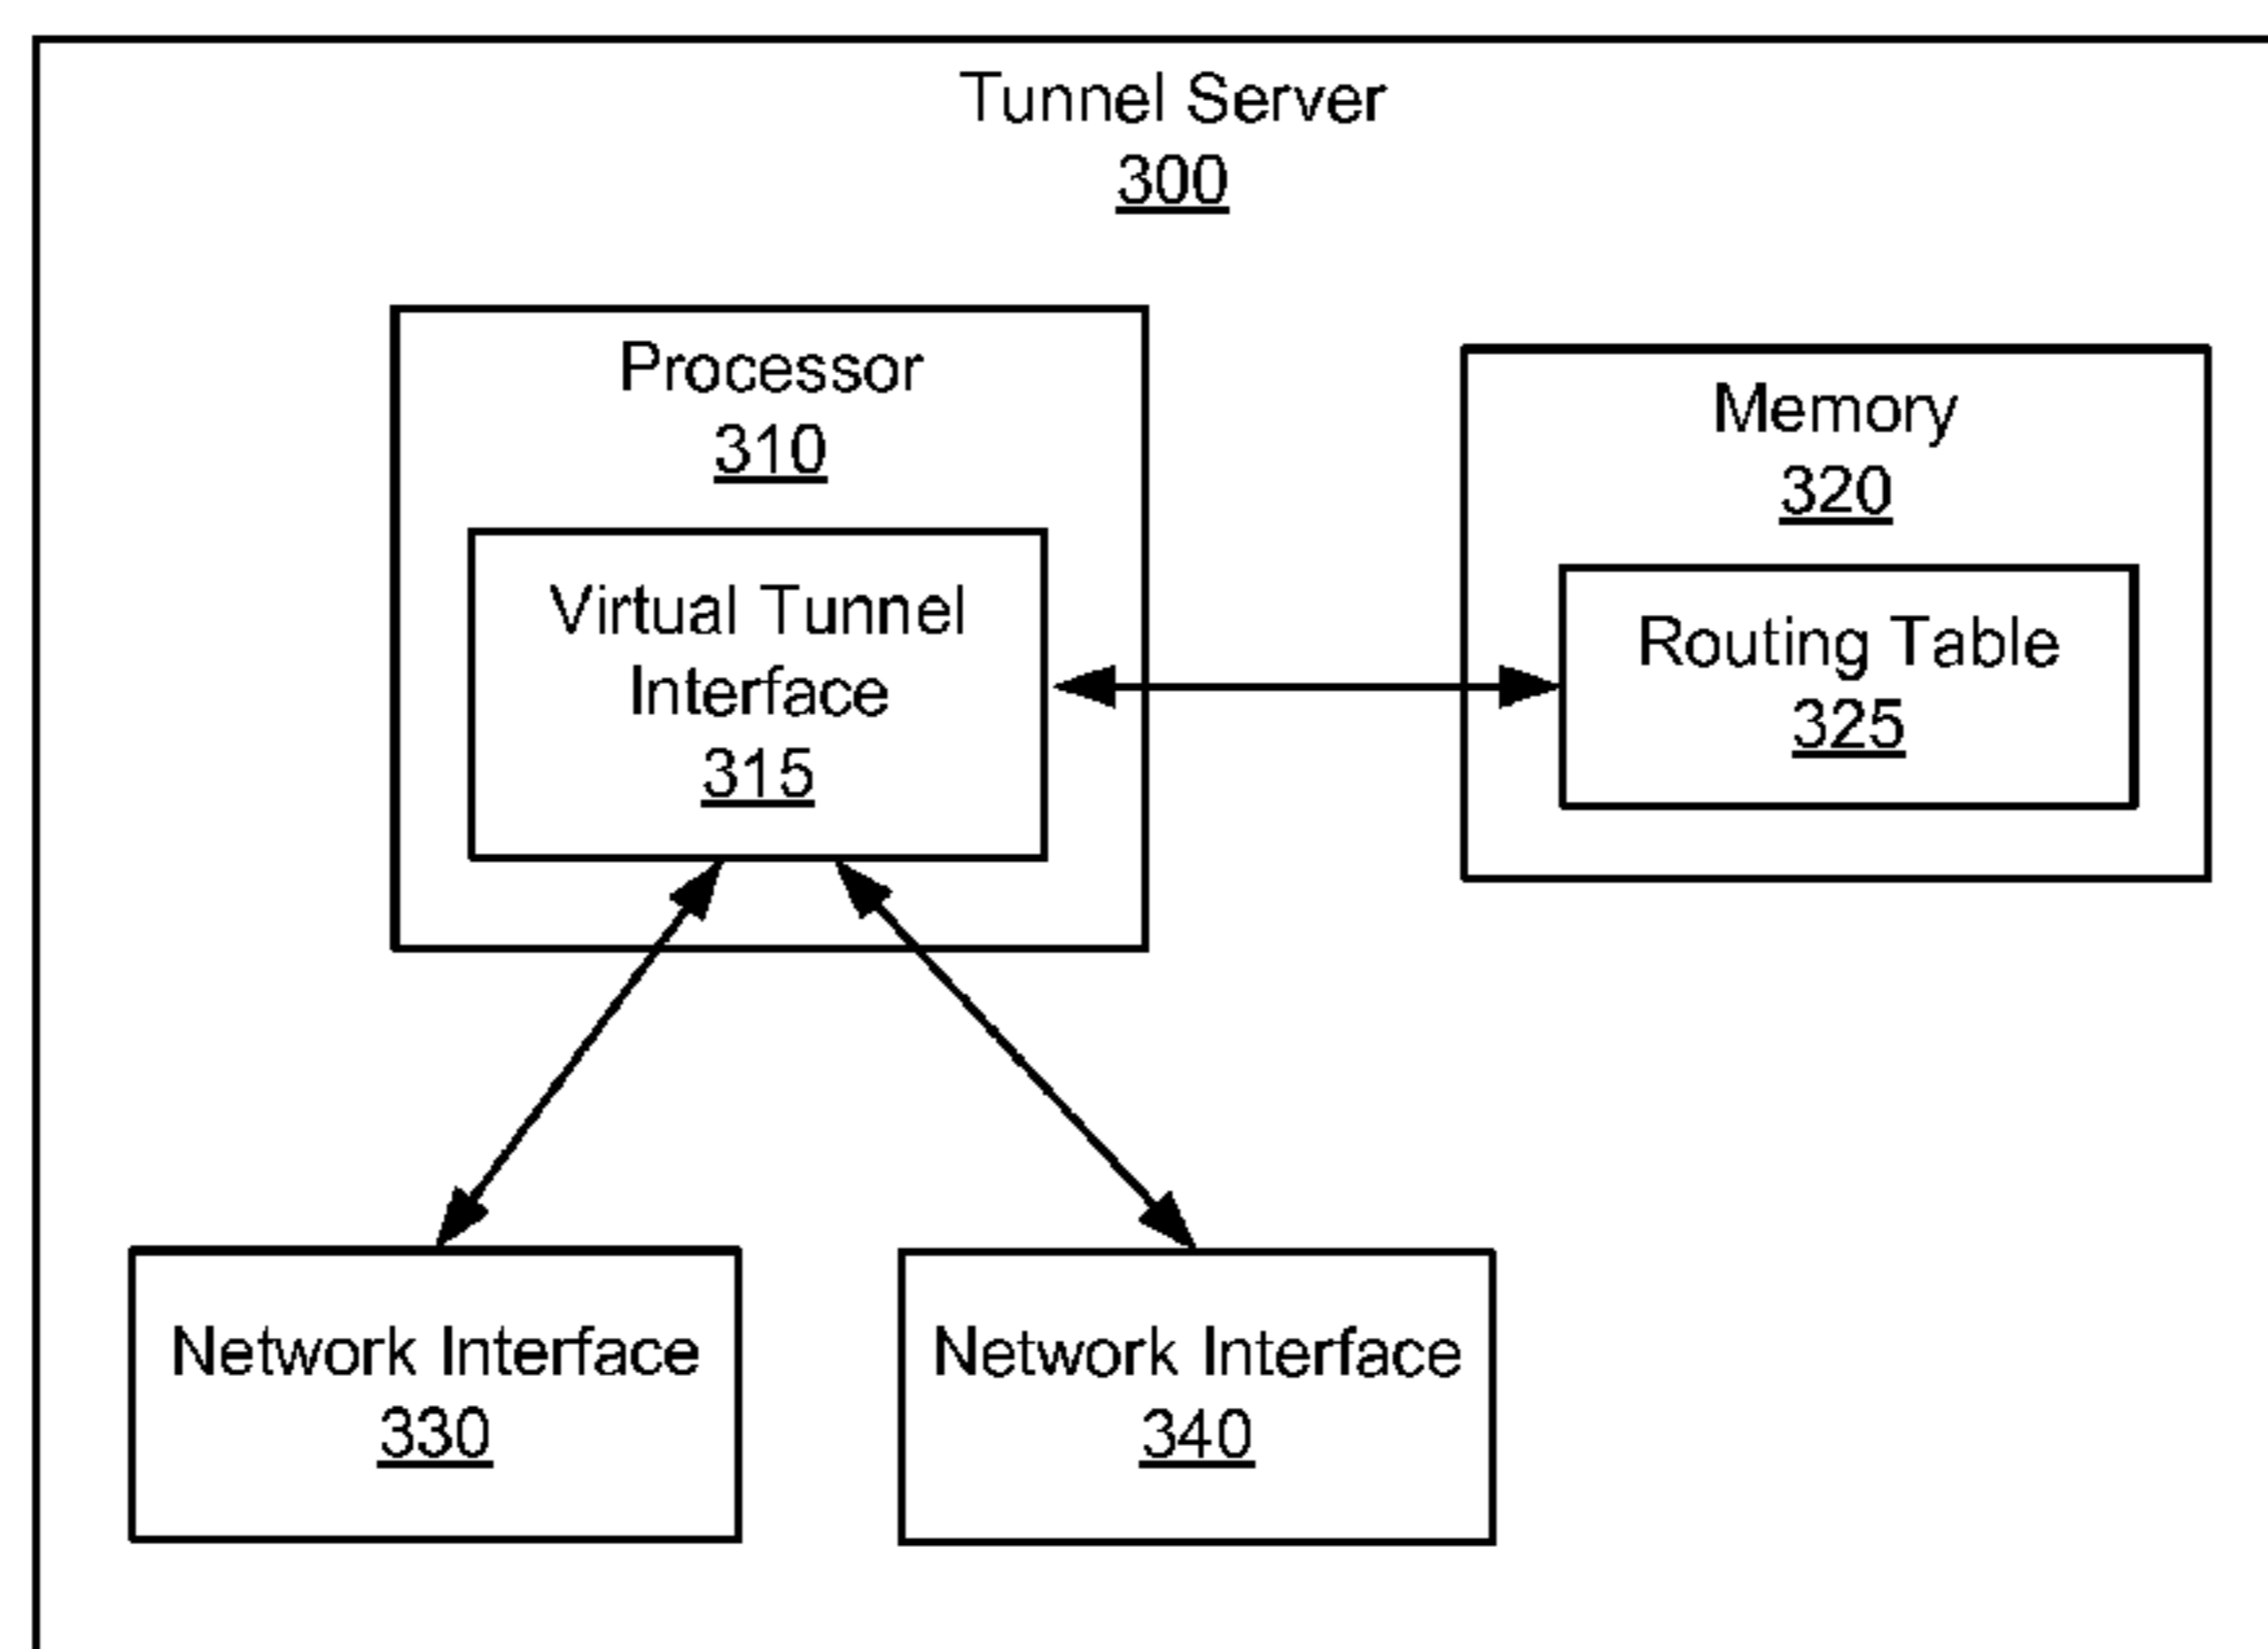 Tunnel Server
300
Processor
310
Virtual Tunnel
Interface
315
Memory
320
Routing Table
325
Network Interface
330
Network Interface
340